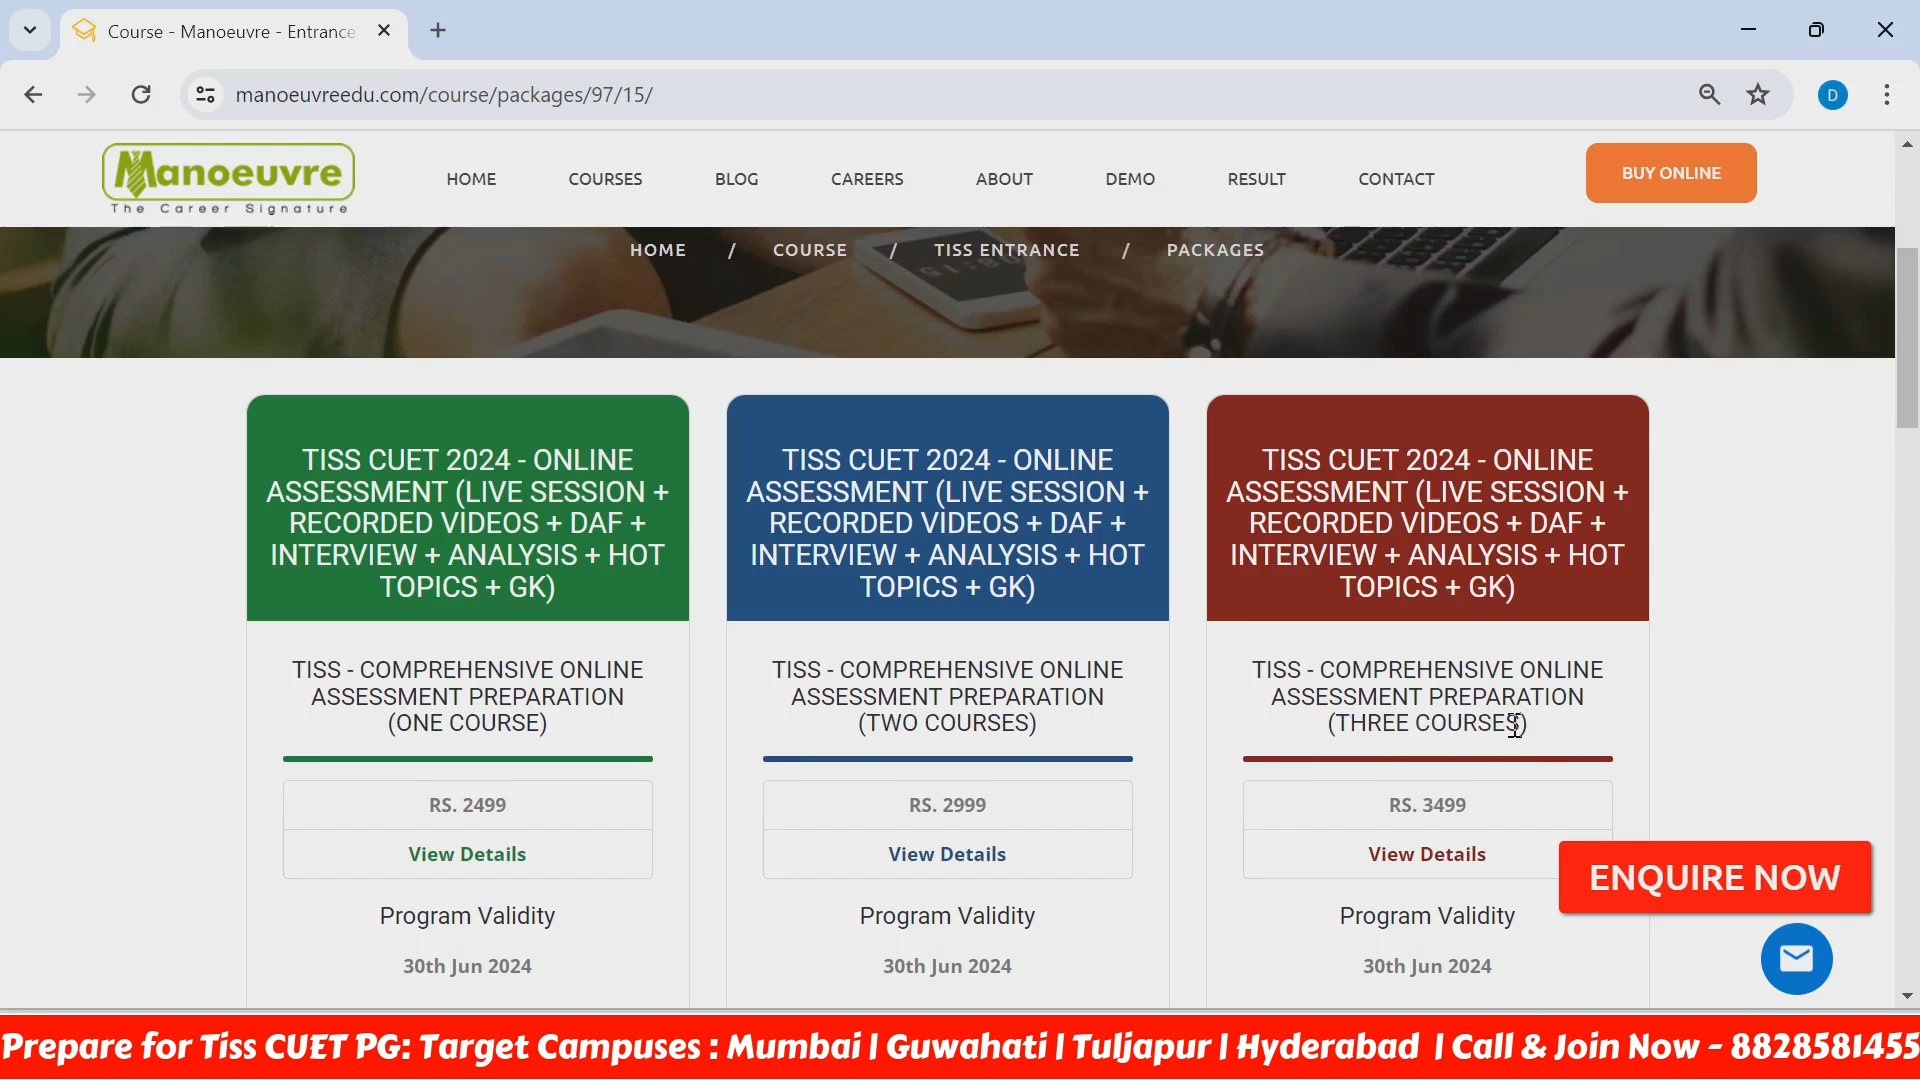 Course - Manoeuvre - Entrance
manoeuvreedu.com/course/packages/97/15/
D
Manoeuvre
The Career Signature
HOME
COURSES
BLOG
CAREERS
ABOUT
DEMO
RESULT
CONTACT
BUY ONLINE
HOME / COURSE / TISS ENTRANCE / PACKAGES
TISS CUET 2024 - ONLINE
ASSESSMENT (LIVE SESSION +
RECORDED VIDEOS + DAF +
INTERVIEW + ANALYSIS + HOT
TOPICS + GK)
TISS - COMPREHENSIVE ONLINE
ASSESSMENT PREPARATION
(ONE COURSE)
RS. 2499
View Details
Program Validity
30th Jun 2024
TISS CUET 2024 - ONLINE
ASSESSMENT (LIVE SESSION +
RECORDED VIDEOS + DAF +
INTERVIEW + ANALYSIS + HOT
TOPICS + GK)
TISS - COMPREHENSIVE ONLINE
ASSESSMENT PREPARATION
(TWO COURSES)
RS. 2999
View Details
Program Validity
30th Jun 2024
TISS CUET 2024 - ONLINE
ASSESSMENT (LIVE SESSION +
RECORDED VIDEOS + DAF +
INTERVIEW + ANALYSIS + HOT
TOPICS + GK)
TISS - COMPREHENSIVE ONLINE
ASSESSMENT PREPARATION
(THREE COURSES)
RS. 3499
View Details
Program Validity
30th Jun 2024
ENQUIRE NOW
Prepare for Tiss CUET PG: Target Campuses : Mumbai | Guwahati | Tuljapur | Hyderabad | Call & Join Now - 8828581455